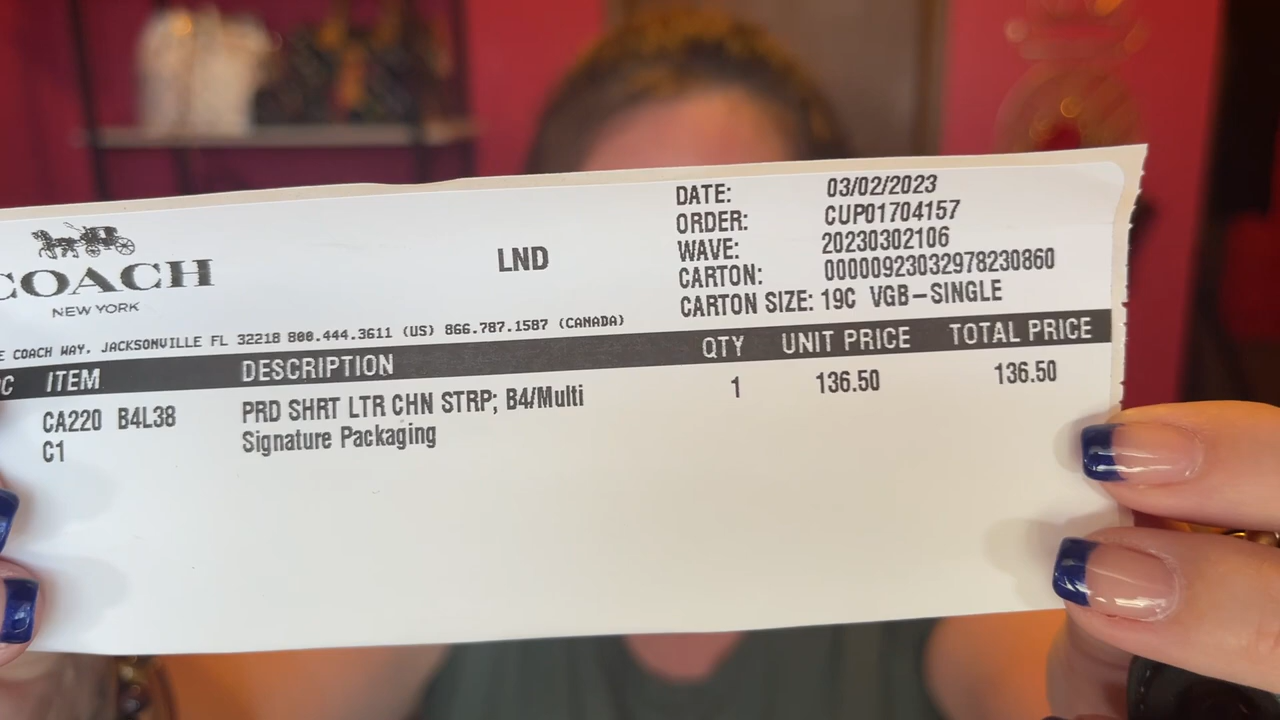 COACH
NEW YORK
LND
DATE: 03/02/2023
ORDER: CUP01704157
WAVE: 20230302106
CARTON: 00000923032978230860
CARTON SIZE: 19C VGB-SINGLE
COACH WAY, JACKSONVILLE FL 32218 800.444.3611 (US) 866.787.1587 (CANADA)
ITEM DESCRIPTION QTY UNIT PRICE TOTAL PRICE
CA220 B4L38 PRD SHRT LTR CHN STRP; B4/Multi 1 136.50 136.50
C1 Signature Packaging